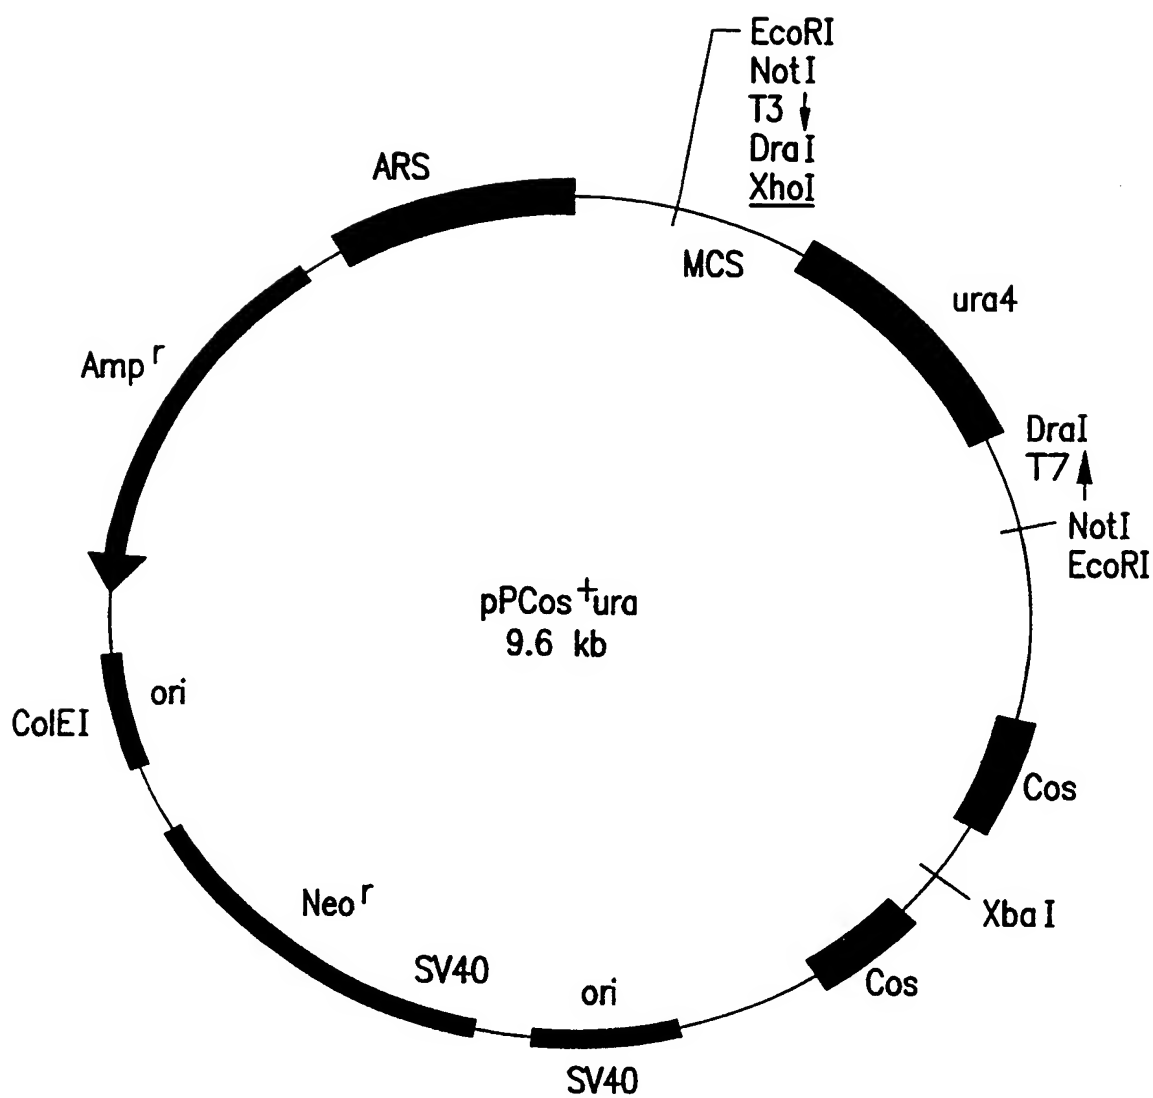 EcoRI
NotI
T3 ↓
DraI
XhoI
ARS
MCS
ura4
Amp r
DraI
T7 ↑
NotI
EcoRI
pPCos+ura
9.6 kb
ori
ColEI
Cos
Neo r
XbaI
SV40
ori
Cos
SV40